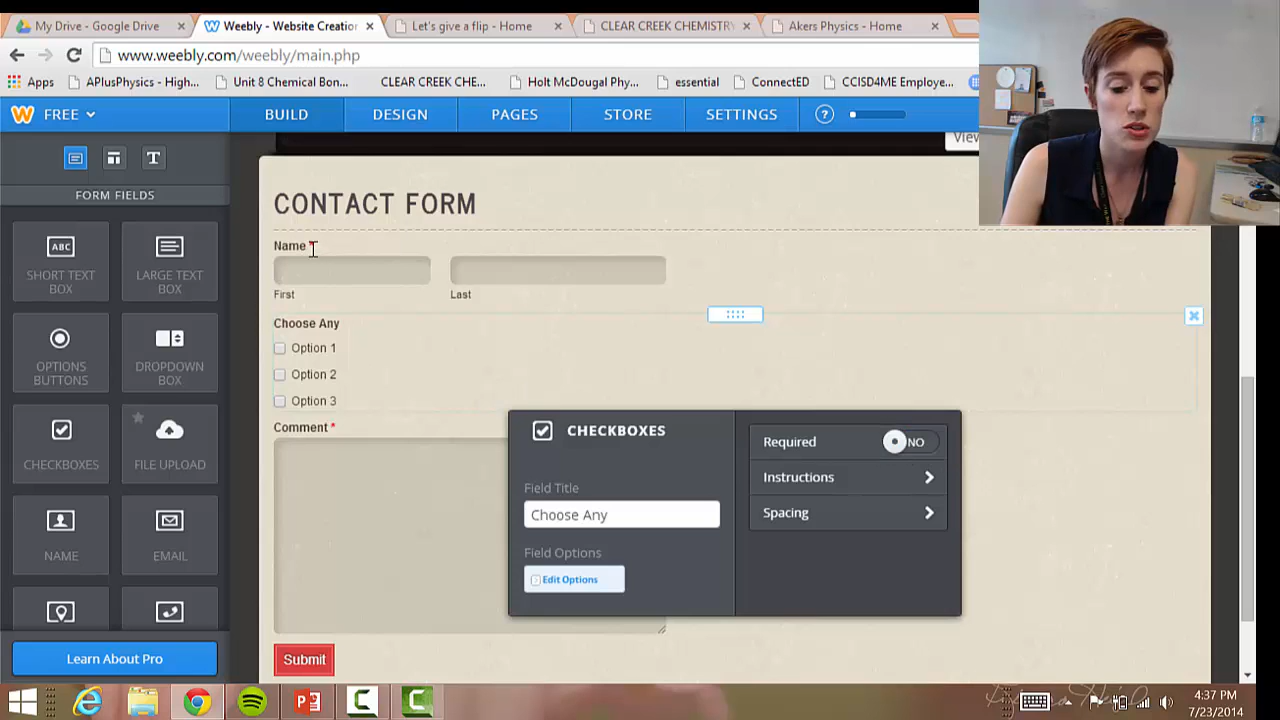 My Drive - Google Drive
Weebly - Website Creatio
Let's give a flip - Home
CLEAR CREEK CHEMISTRY
Akers Physics - Home
www.weebly.com/weebly/main.php
Apps
APlusPhysics - High...
Unit 8 Chemical Bon...
CLEAR CREEK CHE...
Holt McDougal Phy...
essential
ConnectED
CCISD4ME Employe...
FREE
BUILD
DESIGN
PAGES
STORE
SETTINGS
?
View
FORM FIELDS
ABC
SHORT TEXT BOX
LARGE TEXT BOX
OPTIONS BUTTONS
DROPDOWN BOX
CHECKBOXES
FILE UPLOAD
NAME
EMAIL
Learn About Pro
CONTACT FORM
Name *
First
Last
Choose Any
Option 1
Option 2
Option 3
Comment *
Submit
CHECKBOXES
Field Title
Choose Any
Field Options
Edit Options
Required
NO
Instructions
Spacing
4:37 PM
7/23/2014